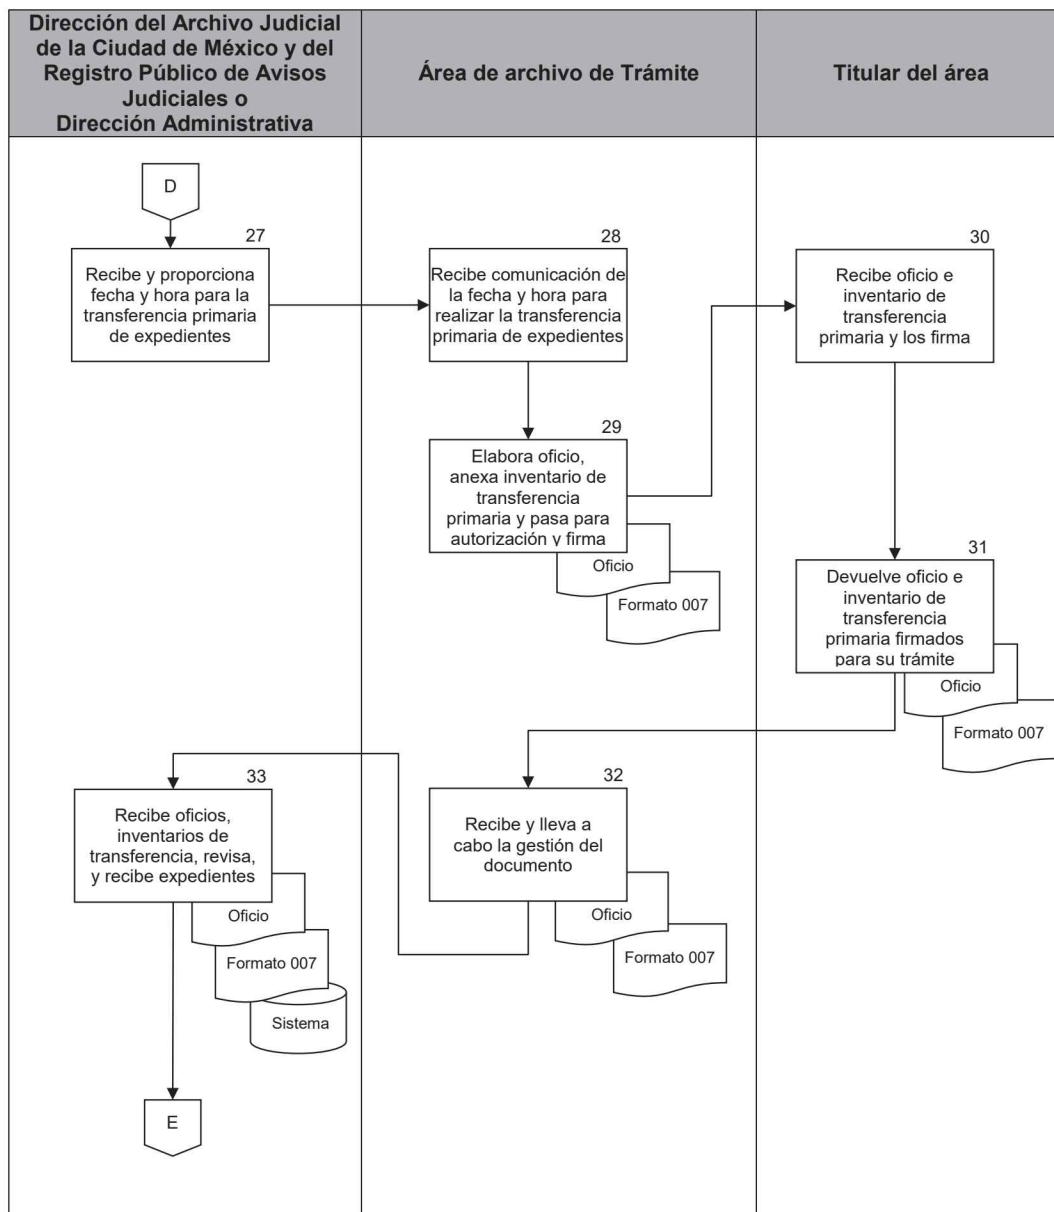 Dirección del Archivo Judicial
de la Ciudad de México y del
Registro Público de Avisos
Judiciales o
Dirección Administrativa
Área de archivo de Trámite
Titular del área
D
27
Recibe y proporciona
fecha y hora para la
transferencia primaria
de expedientes
28
Recibe comunicación de
la fecha y hora para
realizar la transferencia
primaria de expedientes
30
Recibe oficio e
inventario de
transferencia
primaria y los firma
29
Elabora oficio,
anexa inventario de
transferencia
primaria y pasa para
autorización y firma
Oficio
Formato 007
31
Devuelve oficio e
inventario de
transferencia
primaria firmados
para su trámite
Oficio
Formato 007
33
Recibe oficios,
inventarios de
transferencia, revisa,
y recibe expedientes
Oficio
Formato 007
Sistema
32
Recibe y lleva a
cabo la gestión del
documento
Oficio
Formato 007
E